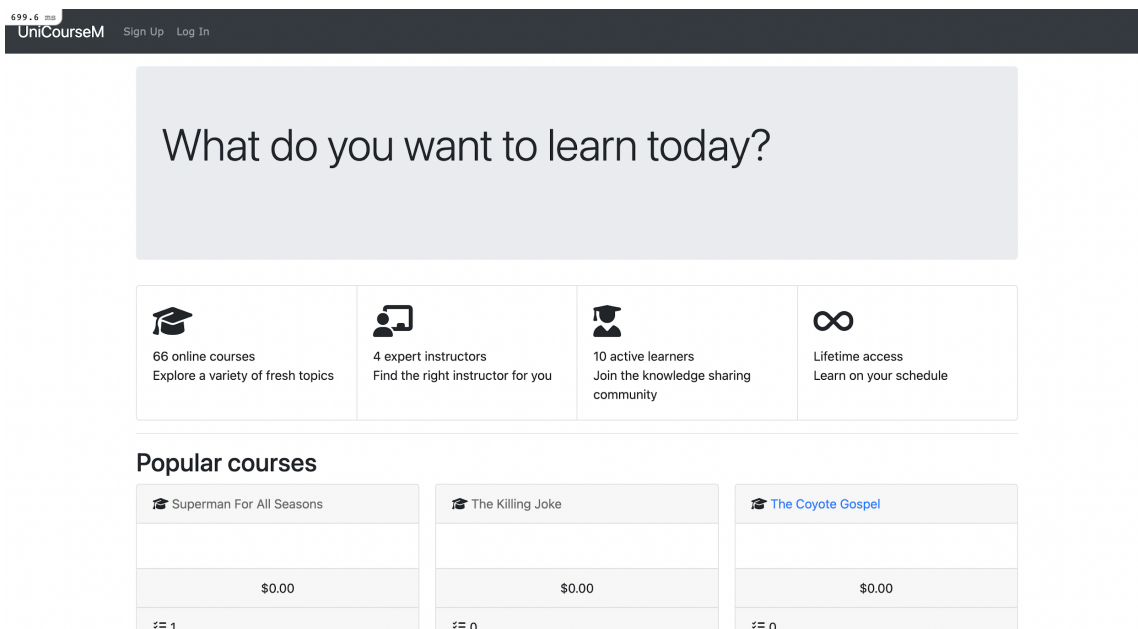 699.6 ms
UniCourseM Sign Up Log In
What do you want to learn today?
66 online courses
Explore a variety of fresh topics
4 expert instructors
Find the right instructor for you
10 active learners
Join the knowledge sharing
community
Lifetime access
Learn on your schedule
Popular courses
Superman For All Seasons
The Killing Joke
The Coyote Gospel
$0.00
$0.00
$0.00
1
0
0